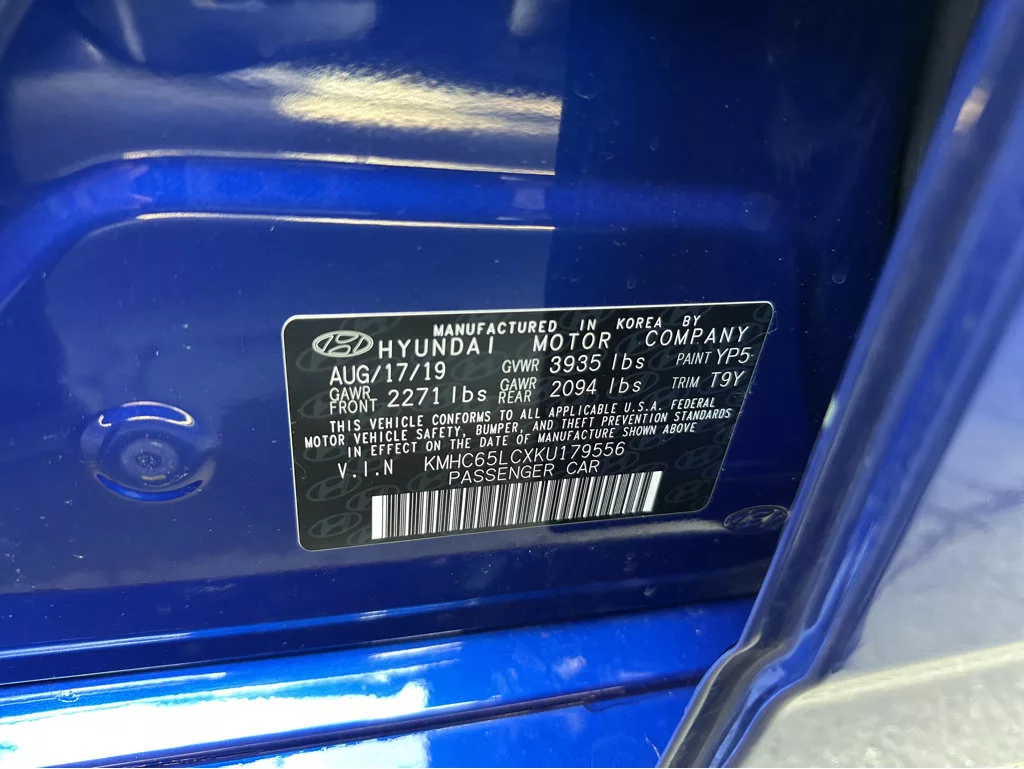 MANUFACTURED IN KOREA BY
HYUNDAI MOTOR COMPANY
AUG/17/19 GVWR 3935 lbs PAINT YP5
GAWR FRONT 2271 lbs GAWR REAR 2094 lbs TRIM T9Y
THIS VEHICLE CONFORMS TO ALL APPLICABLE U.S.A. FEDERAL
MOTOR VEHICLE SAFETY, BUMPER, AND THEFT PREVENTION STANDARDS
IN EFFECT ON THE DATE OF MANUFACTURE SHOWN ABOVE
V.I.N KMHC65LCXKU179556
PASSENGER CAR